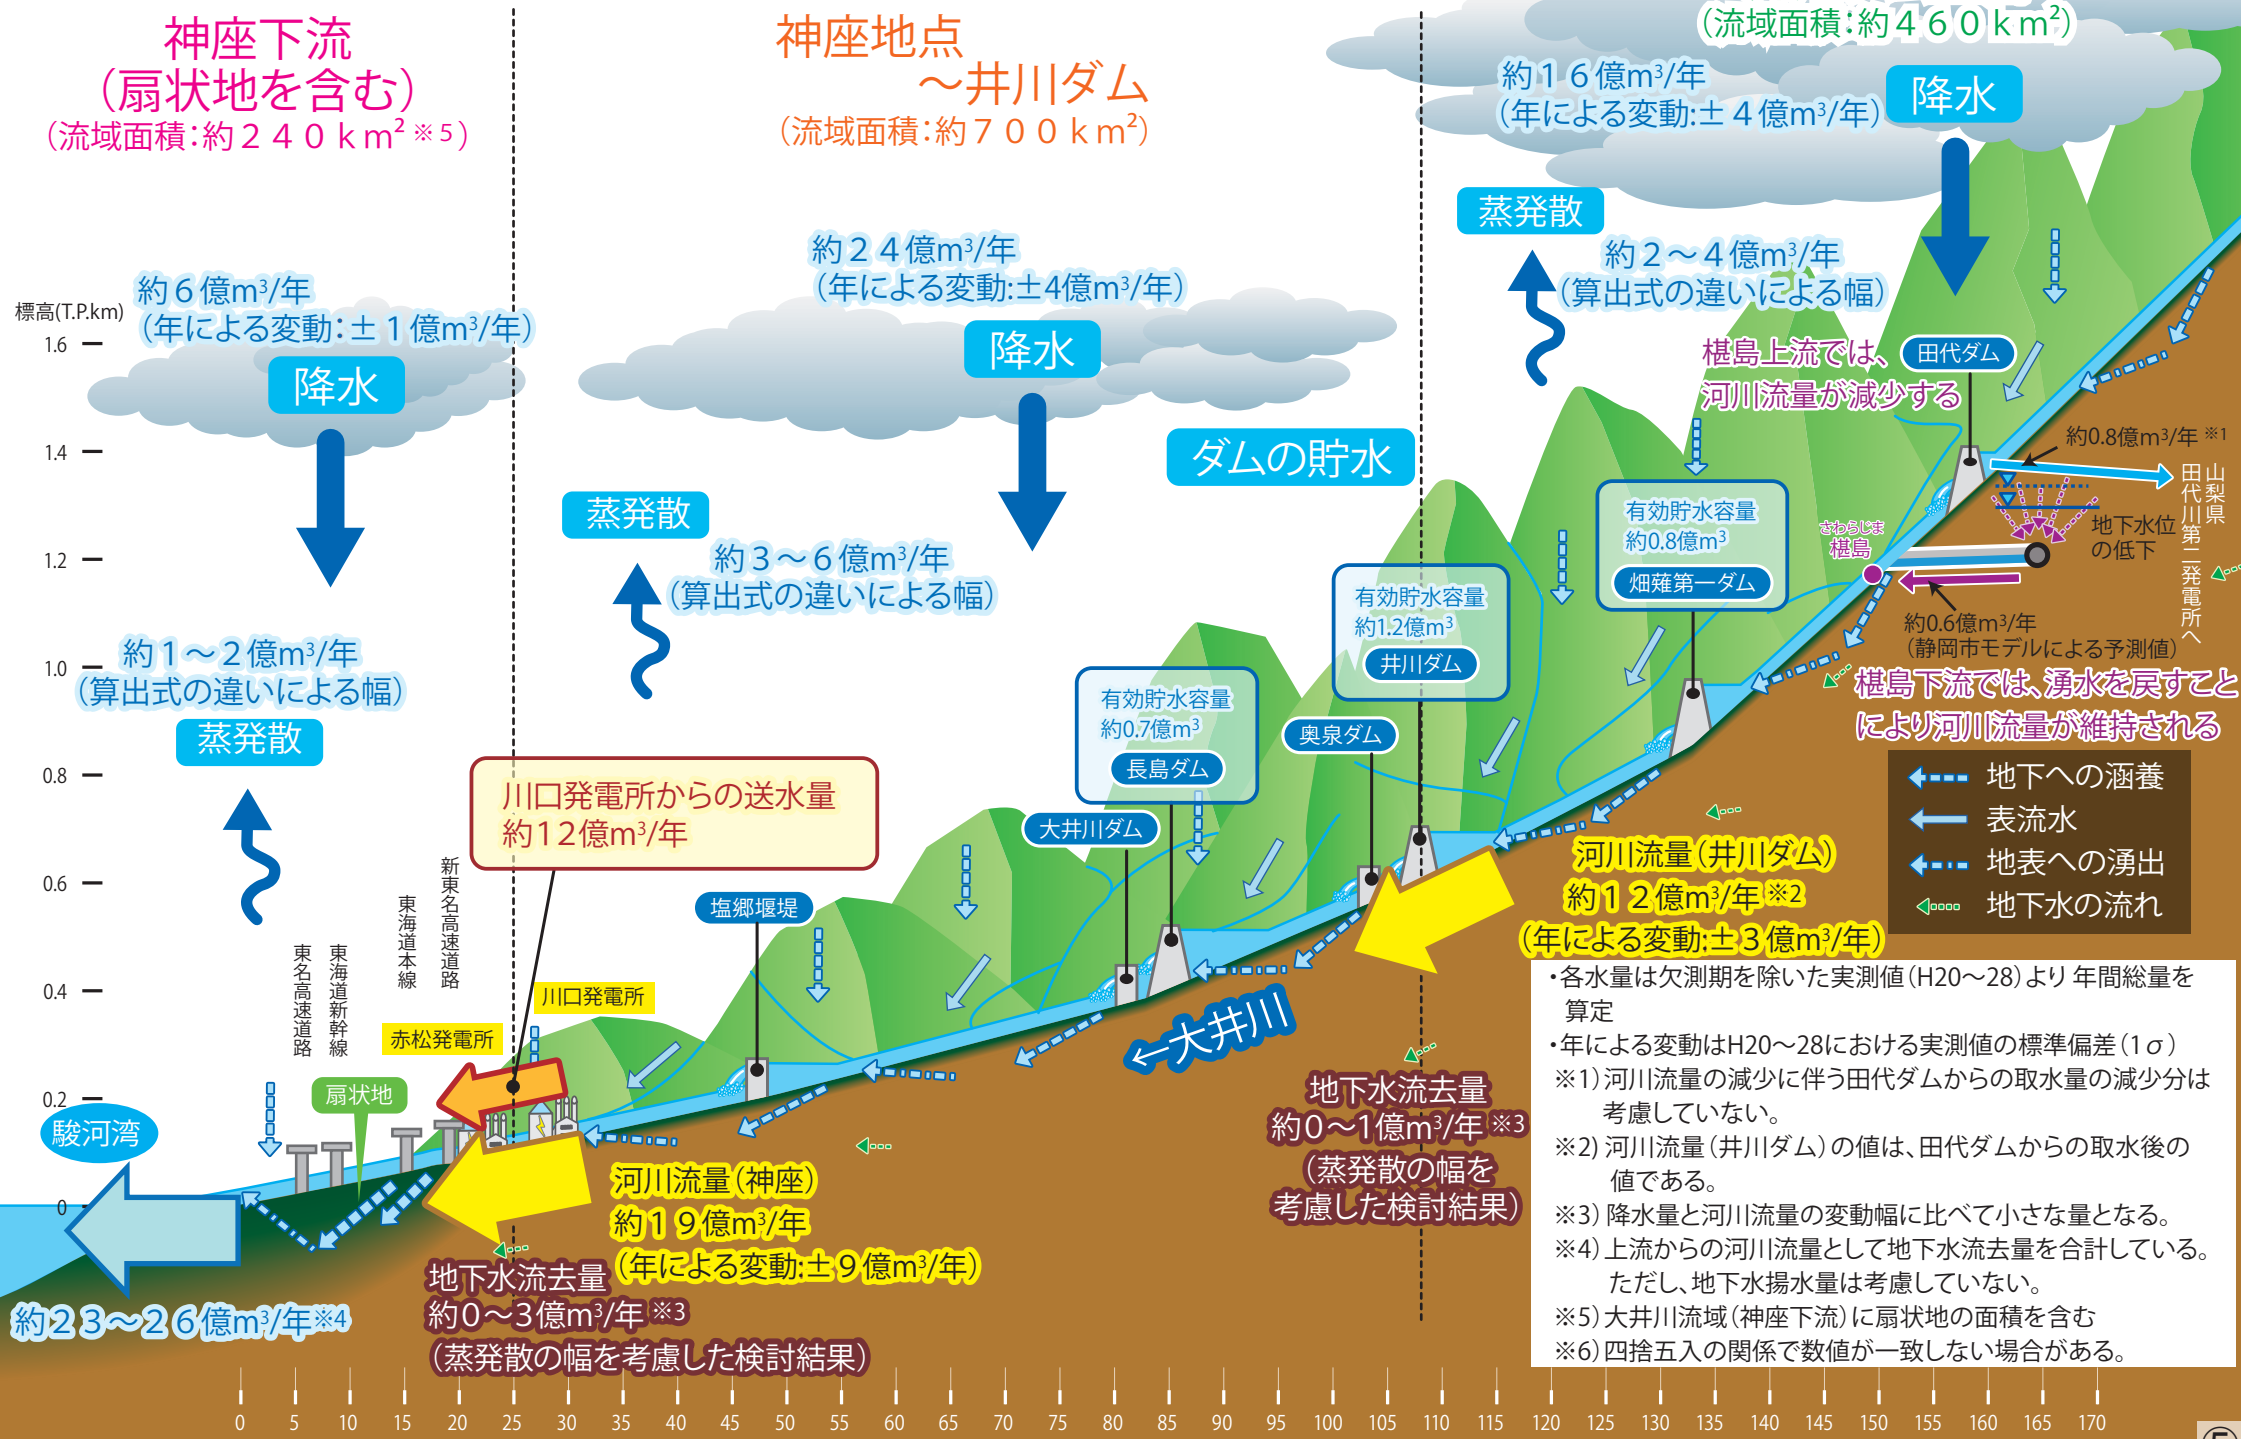 神座下流
（扇状地を含む）
（流域面積：約２４０ｋｍ² ※５）
神座地点
～井川ダム
（流域面積：約７００ｋｍ²）
（流域面積：約４６０ｋｍ²）
約１６億m³/年
（年による変動:±４億m³/年）
降水
蒸発散
約２～４億m³/年
（算出式の違いによる幅）
約２４億m³/年
（年による変動:±4億m³/年）
降水
約６億m³/年
（年による変動：±１億m³/年）
降水
標高(T.P.km)
1.6
1.4
1.2
1.0
0.8
0.6
0.4
0.2
0
蒸発散
約３～６億m³/年
（算出式の違いによる幅）
約１～２億m³/年
（算出式の違いによる幅）
蒸発散
ダムの貯水
椹島上流では、
河川流量が減少する
田代ダム
約0.8億m³/年 ※1
山梨県
田代川第二発電所へ
地下水位
の低下
さわらじま
椹島
約0.6億m³/年
（静岡市モデルによる予測値）
椹島下流では、湧水を戻すこと
により河川流量が維持される
有効貯水容量
約0.8億m³
畑薙第一ダム
有効貯水容量
約1.2億m³
井川ダム
有効貯水容量
約0.7億m³
長島ダム
奥泉ダム
大井川ダム
塩郷堰堤
川口発電所からの送水量
約12億m³/年
新東名高速道路
東海道本線
東海道新幹線
東名高速道路
川口発電所
赤松発電所
扇状地
駿河湾
←大井川
地下への涵養
表流水
地表への湧出
地下水の流れ
河川流量（井川ダム）
約１２億m³/年 ※2
（年による変動:±３億m³/年）
地下水流去量
約０～１億m³/年 ※3
（蒸発散の幅を
考慮した検討結果）
河川流量（神座）
約１９億m³/年
（年による変動:±９億m³/年）
地下水流去量
約０～３億m³/年 ※3
（蒸発散の幅を考慮した検討結果）
約２３～２６億m³/年※4
・各水量は欠測期を除いた実測値（H20～28）より 年間総量を
算定
・年による変動はH20～28における実測値の標準偏差（1σ）
※1）河川流量の減少に伴う田代ダムからの取水量の減少分は
考慮していない。
※2) 河川流量（井川ダム）の値は、田代ダムからの取水後の
値である。
※3）降水量と河川流量の変動幅に比べて小さな量となる。
※4）上流からの河川流量として地下水流去量を合計している。
ただし、地下水揚水量は考慮していない。
※5）大井川流域（神座下流）に扇状地の面積を含む
※6）四捨五入の関係で数値が一致しない場合がある。
0 5 10 15 20 25 30 35 40 45 50 55 60 65 70 75 80 85 90 95 100 105 110 115 120 125 130 135 140 145 150 155 160 165 170